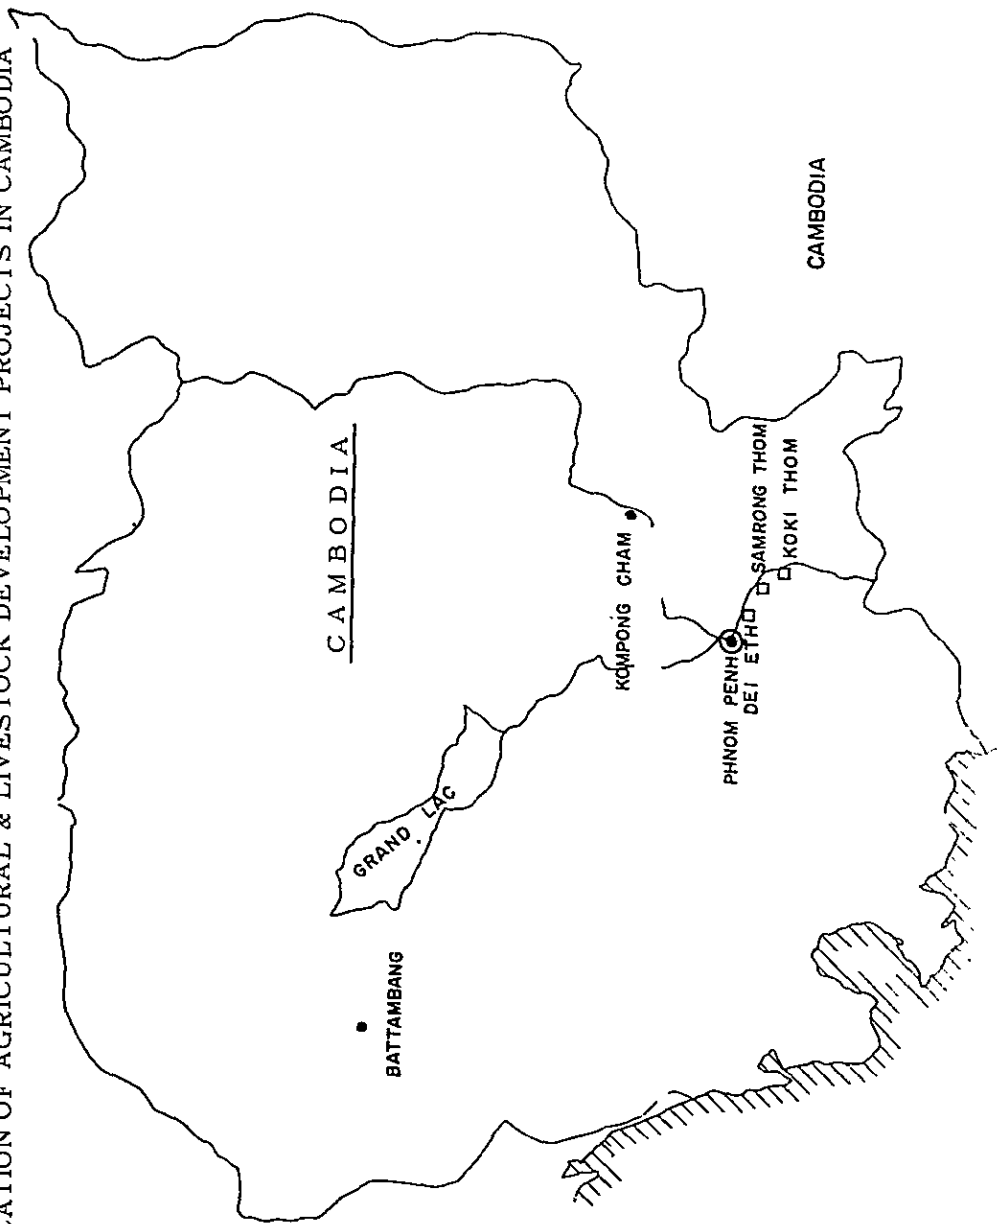 CATION OF AGRICULTURAL & LIVESTOCK DEVELOPMENT PROJECTS IN CAMBODIA
CAMBODIA
GRAND LAC
BATTAMBANG
KOMPONG CHAM
PHNOM PENH
DEI ETH
SAMRONG THOM
KOKI THOM
CAMBODIA